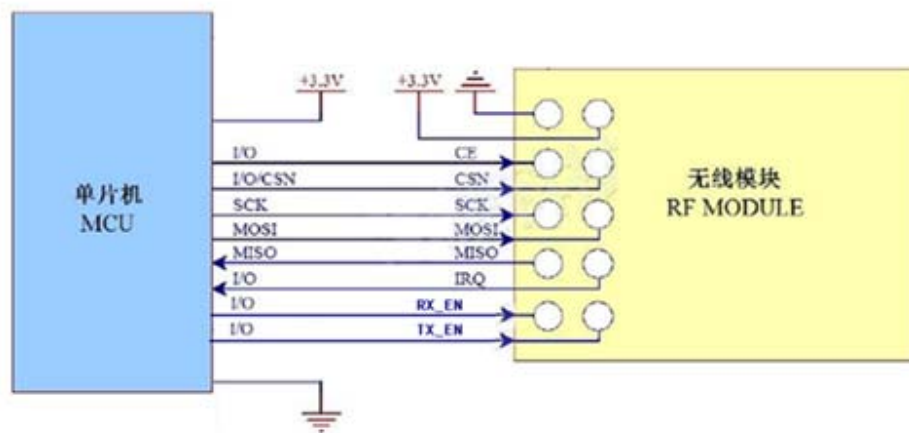 +3.3V +3.3V
I/O CE
I/O/CSN CSN
SCK SCK
MOSI MOSI
MISO MISO
I/O IRQ
I/O RX_EN
I/O TX_EN
单片机
MCU
无线模块
RF MODULE